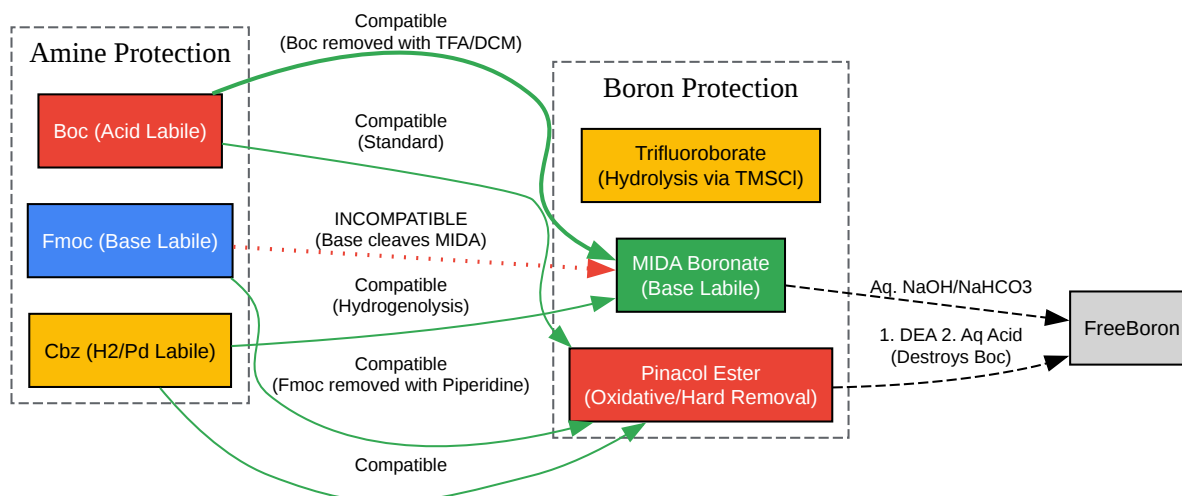 Amine Protection
Boc (Acid Labile)
Fmoc (Base Labile)
Cbz (H2/Pd Labile)
Compatible
(Boc removed with TFA/DCM)
Compatible
(Standard)
INCOMPATIBLE
(Base cleaves MIDA)
Compatible
(Hydrogenolysis)
Compatible
(Fmoc removed with Piperidine)
Compatible
Boron Protection
Trifluoroborate
(Hydrolysis via TMSCl)
MIDA Boronate
(Base Labile)
Pinacol Ester
(Oxidative/Hard Removal)
Aq. NaOH/NaHCO3
1. DEA 2. Aq Acid
(Destroys Boc)
FreeBoron